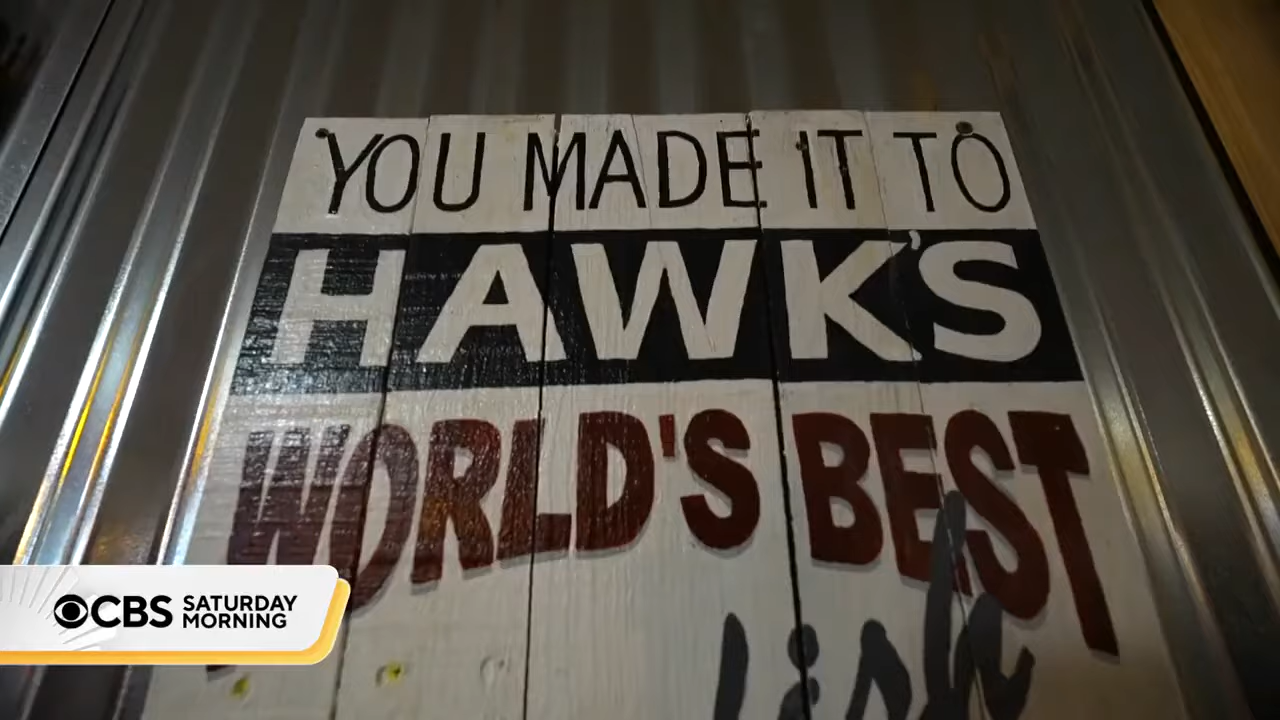 YOU MADE IT TO
HAWK'S
WORLD'S BEST
CBS SATURDAY
MORNING